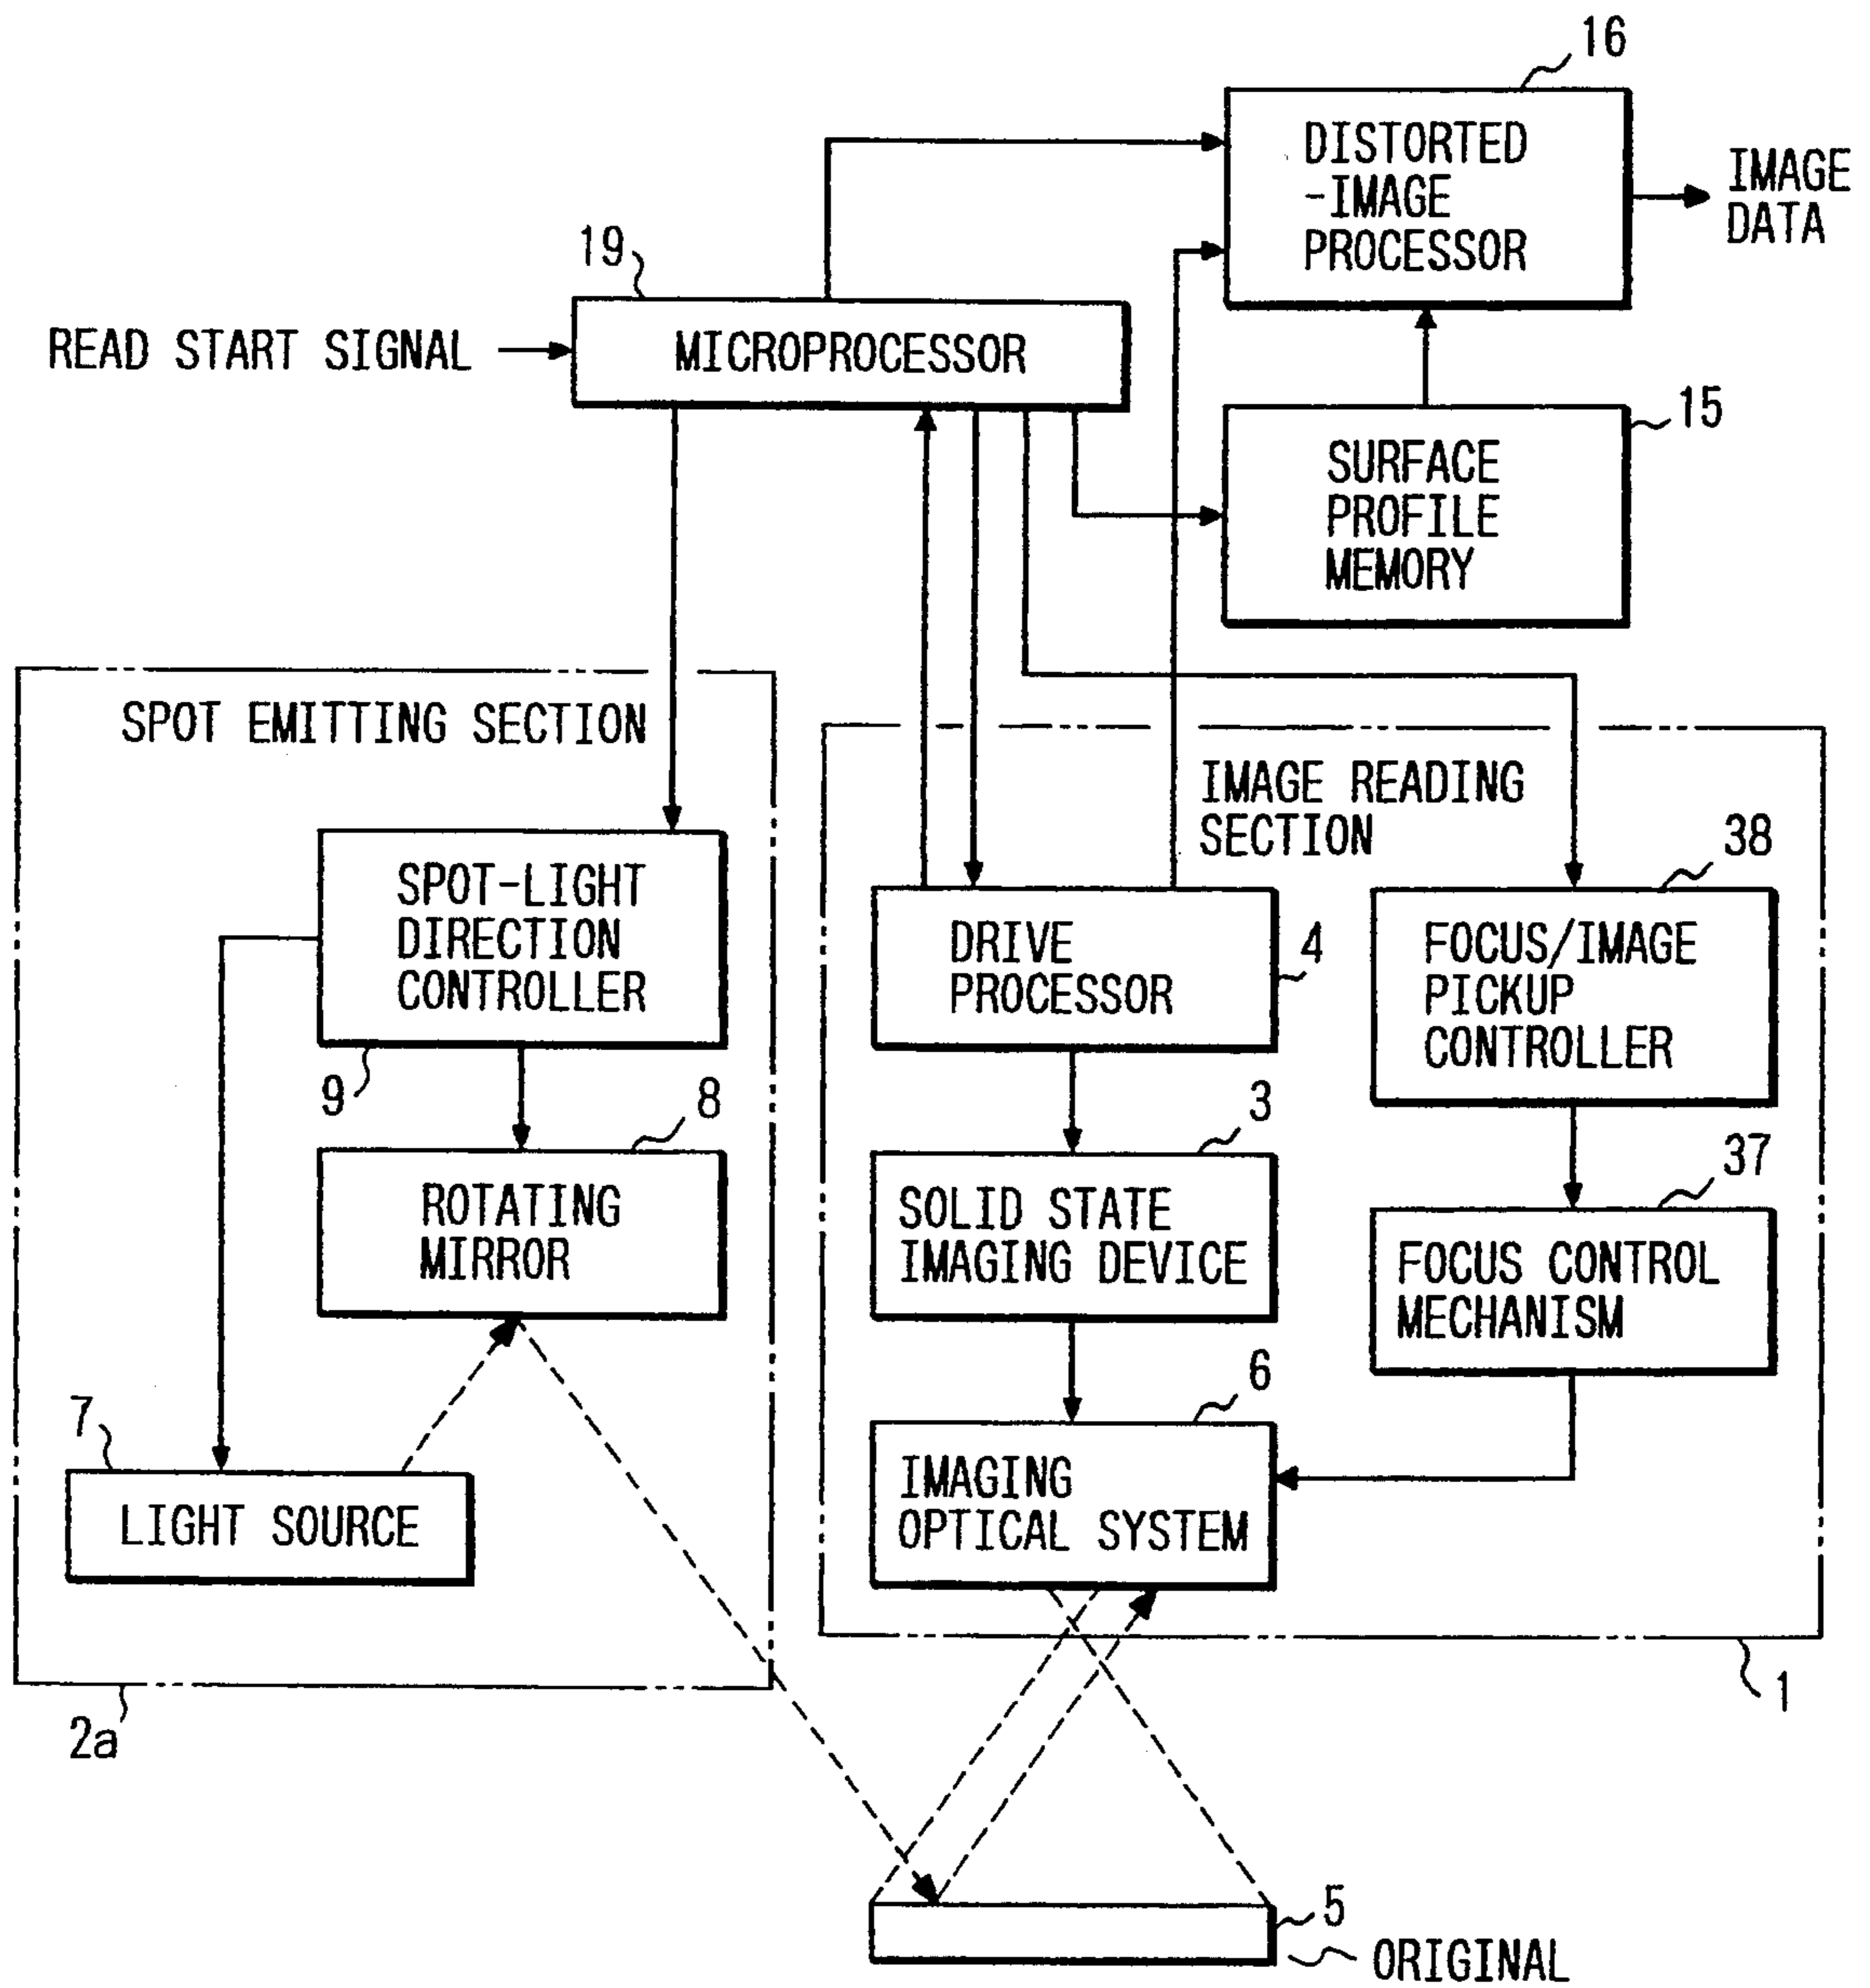 16
DISTORTED
-IMAGE
PROCESSOR
IMAGE
DATA
19
READ START SIGNAL
MICROPROCESSOR
15
SURFACE
PROFILE
MEMORY
SPOT EMITTING SECTION
IMAGE READING
SECTION
38
SPOT-LIGHT
DIRECTION
CONTROLLER
9
DRIVE
PROCESSOR
4
FOCUS/IMAGE
PICKUP
CONTROLLER
8
ROTATING
MIRROR
3
SOLID STATE
IMAGING DEVICE
37
FOCUS CONTROL
MECHANISM
7
LIGHT SOURCE
6
IMAGING
OPTICAL SYSTEM
2a
1
5
ORIGINAL